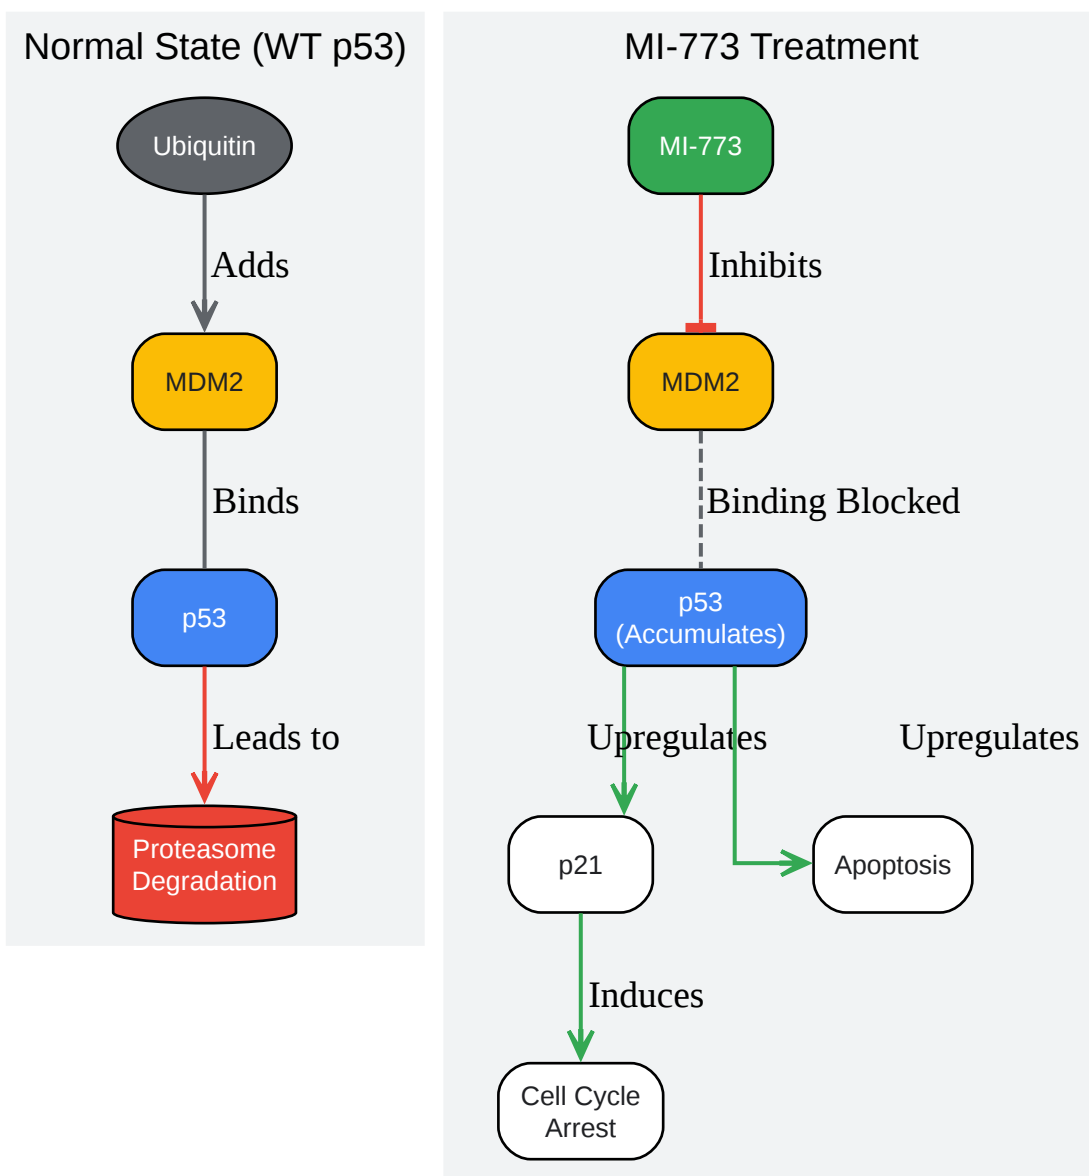 Normal State (WT p53)
Ubiquitin
Adds
MDM2
Binds
p53
Leads to
Proteasome
Degradation
MI-773 Treatment
MI-773
Inhibits
MDM2
Binding Blocked
p53
(Accumulates)
Upregulates
Upregulates
p21
Apoptosis
Induces
Cell Cycle
Arrest